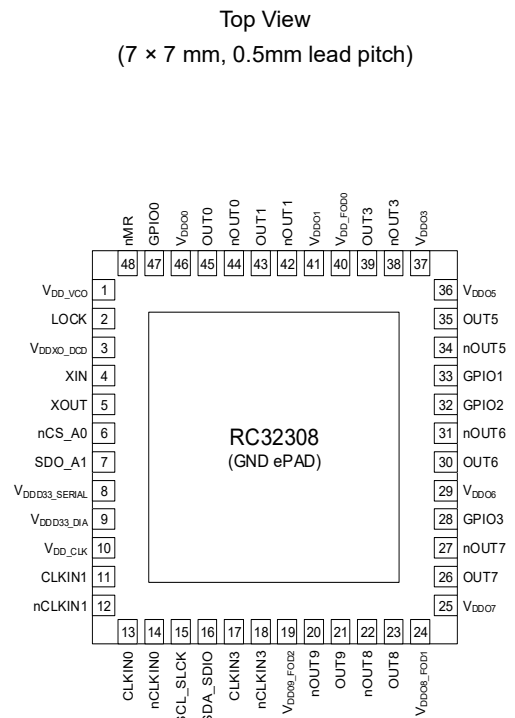 Top View
(7 × 7 mm, 0.5mm lead pitch)
nMR
GPIO0
VDDO0
OUT0
nOUT0
OUT1
nOUT1
VDDO1
VDD_FOD0
OUT3
nOUT3
VDDO3
48 47 46 45 44 43 42 41 40 39 38 37
VDD_VCO 1
LOCK 2
VDDXO_DCD 3
XIN 4
XOUT 5
nCS_A0 6
SDO_A1 7
VDDD33_SERIAL 8
VDDD33_DIA 9
VDD_CLK 10
CLKIN1 11
nCLKIN1 12
RC32308
(GND ePAD)
36 VDDO5
35 OUT5
34 nOUT5
33 GPIO1
32 GPIO2
31 nOUT6
30 OUT6
29 VDDO6
28 GPIO3
27 nOUT7
26 OUT7
25 VDDO7
13 14 15 16 17 18 19 20 21 22 23 24
CLKIN0
nCLKIN0
SCL_SLCK
SDA_SDIO
CLKIN3
nCLKIN3
VDDO9_FOD2
nOUT9
OUT9
nOUT8
OUT8
VDDO8_FOD1